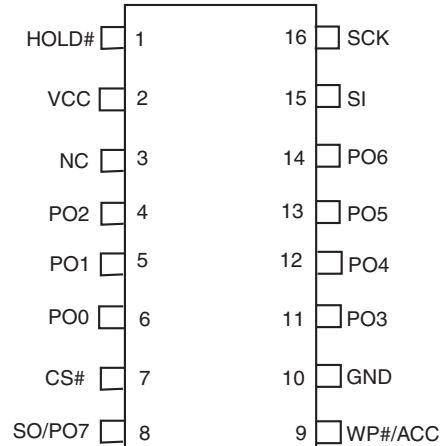 HOLD# 1 16 SCK
VCC 2 15 SI
NC 3 14 PO6
PO2 4 13 PO5
PO1 5 12 PO4
PO0 6 11 PO3
CS# 7 10 GND
SO/PO7 8 9 WP#/ACC